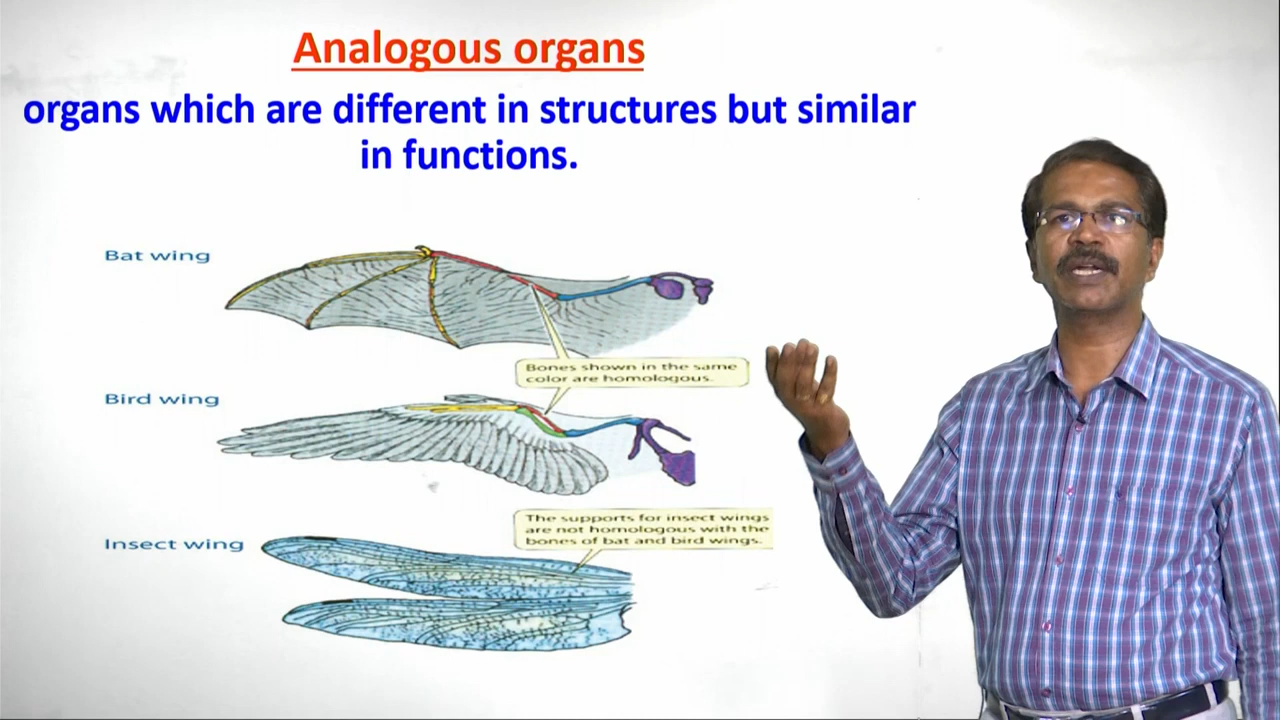 Analogous organs
organs which are different in structures but similar
in functions.
Bat wing
Bones shown in the same
color are homologous.
Bird wing
The supports for insect wings
are not homologous with the
bones of bat and bird wings.
Insect wing